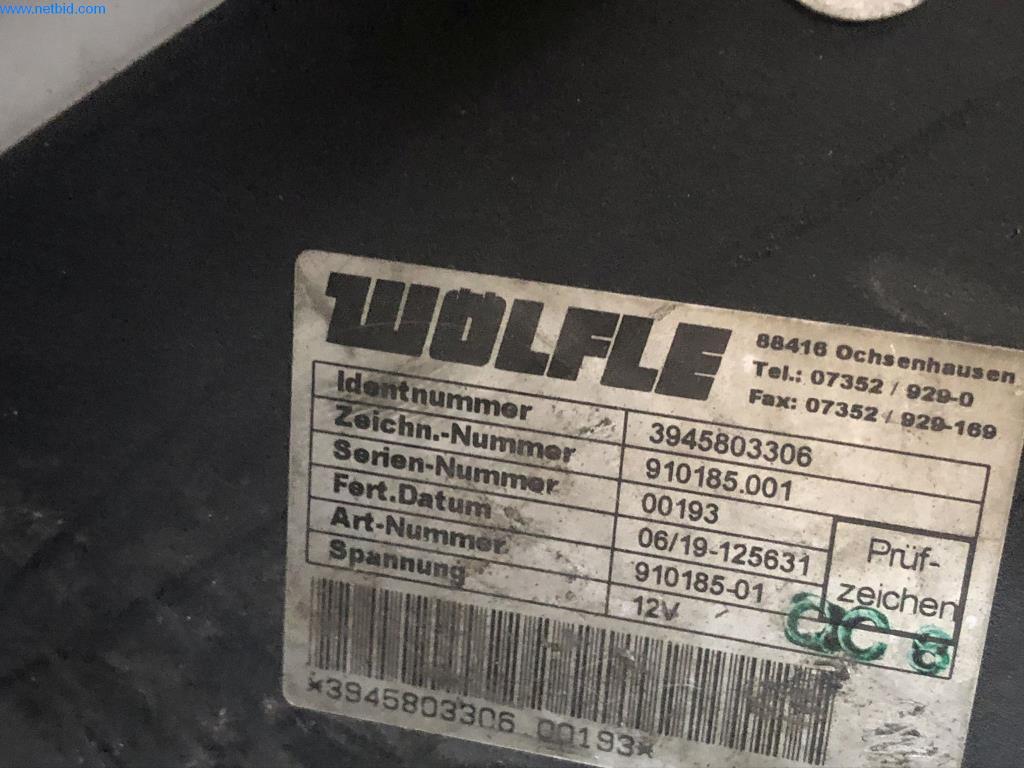 www.netbid.com
WÖLFLE
88416 Ochsenhausen
Tel.: 07352 / 929-0
Fax: 07352 / 929-169
Identnummer 3945803306
Zeichn.-Nummer 910185.001
Serien-Nummer 00193
Fert.Datum 06/19-125631
Art-Nummer 910185-01
Spannung 12V
Prüf-
zeichen
QC 8
*3945803306 00193*